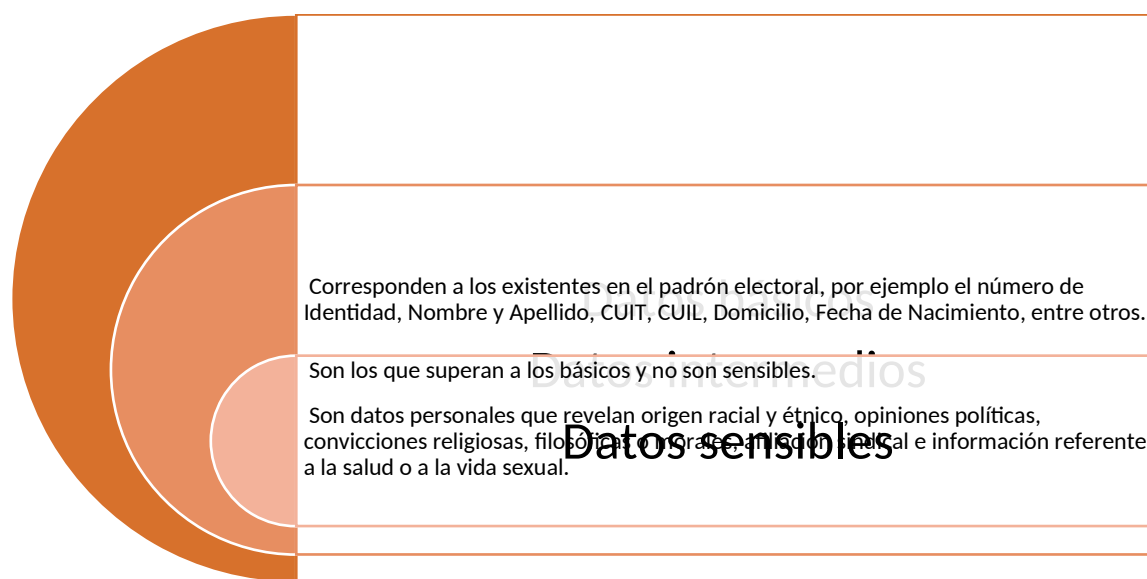 Datos básicos
Corresponden a los existentes en el padrón electoral, por ejemplo el número de
Identidad, Nombre y Apellido, CUIT, CUIL, Domicilio, Fecha de Nacimiento, entre otros.
Datos intermedios
Son los que superan a los básicos y no son sensibles.
Datos sensibles
Son datos personales que revelan origen racial y étnico, opiniones políticas,
convicciones religiosas, filosóficas o morales, afiliación sindical e información referente
a la salud o a la vida sexual.